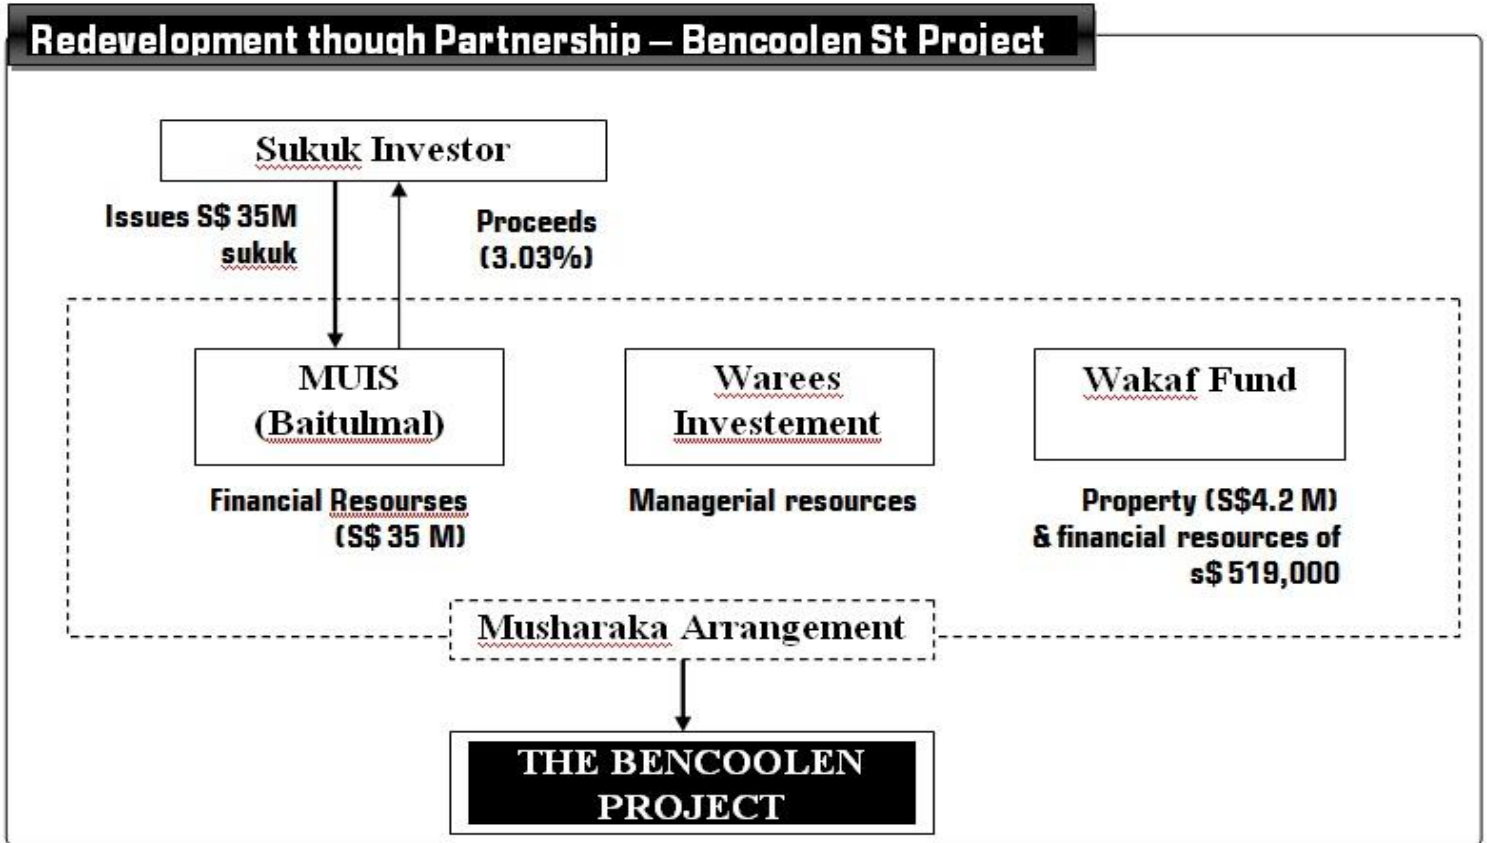 Redevelopment though Partnership – Bencoolen St Project
Sukuk Investor
Issues S$ 35M
sukuk
Proceeds
(3.03%)
MUIS
(Baitulmal)
Warees
Investement
Wakaf Fund
Financial Resourses
(S$ 35 M)
Managerial resources
Property (S$4.2 M)
& financial resources of
s$ 519,000
Musharaka Arrangement
THE BENCOOLEN
PROJECT